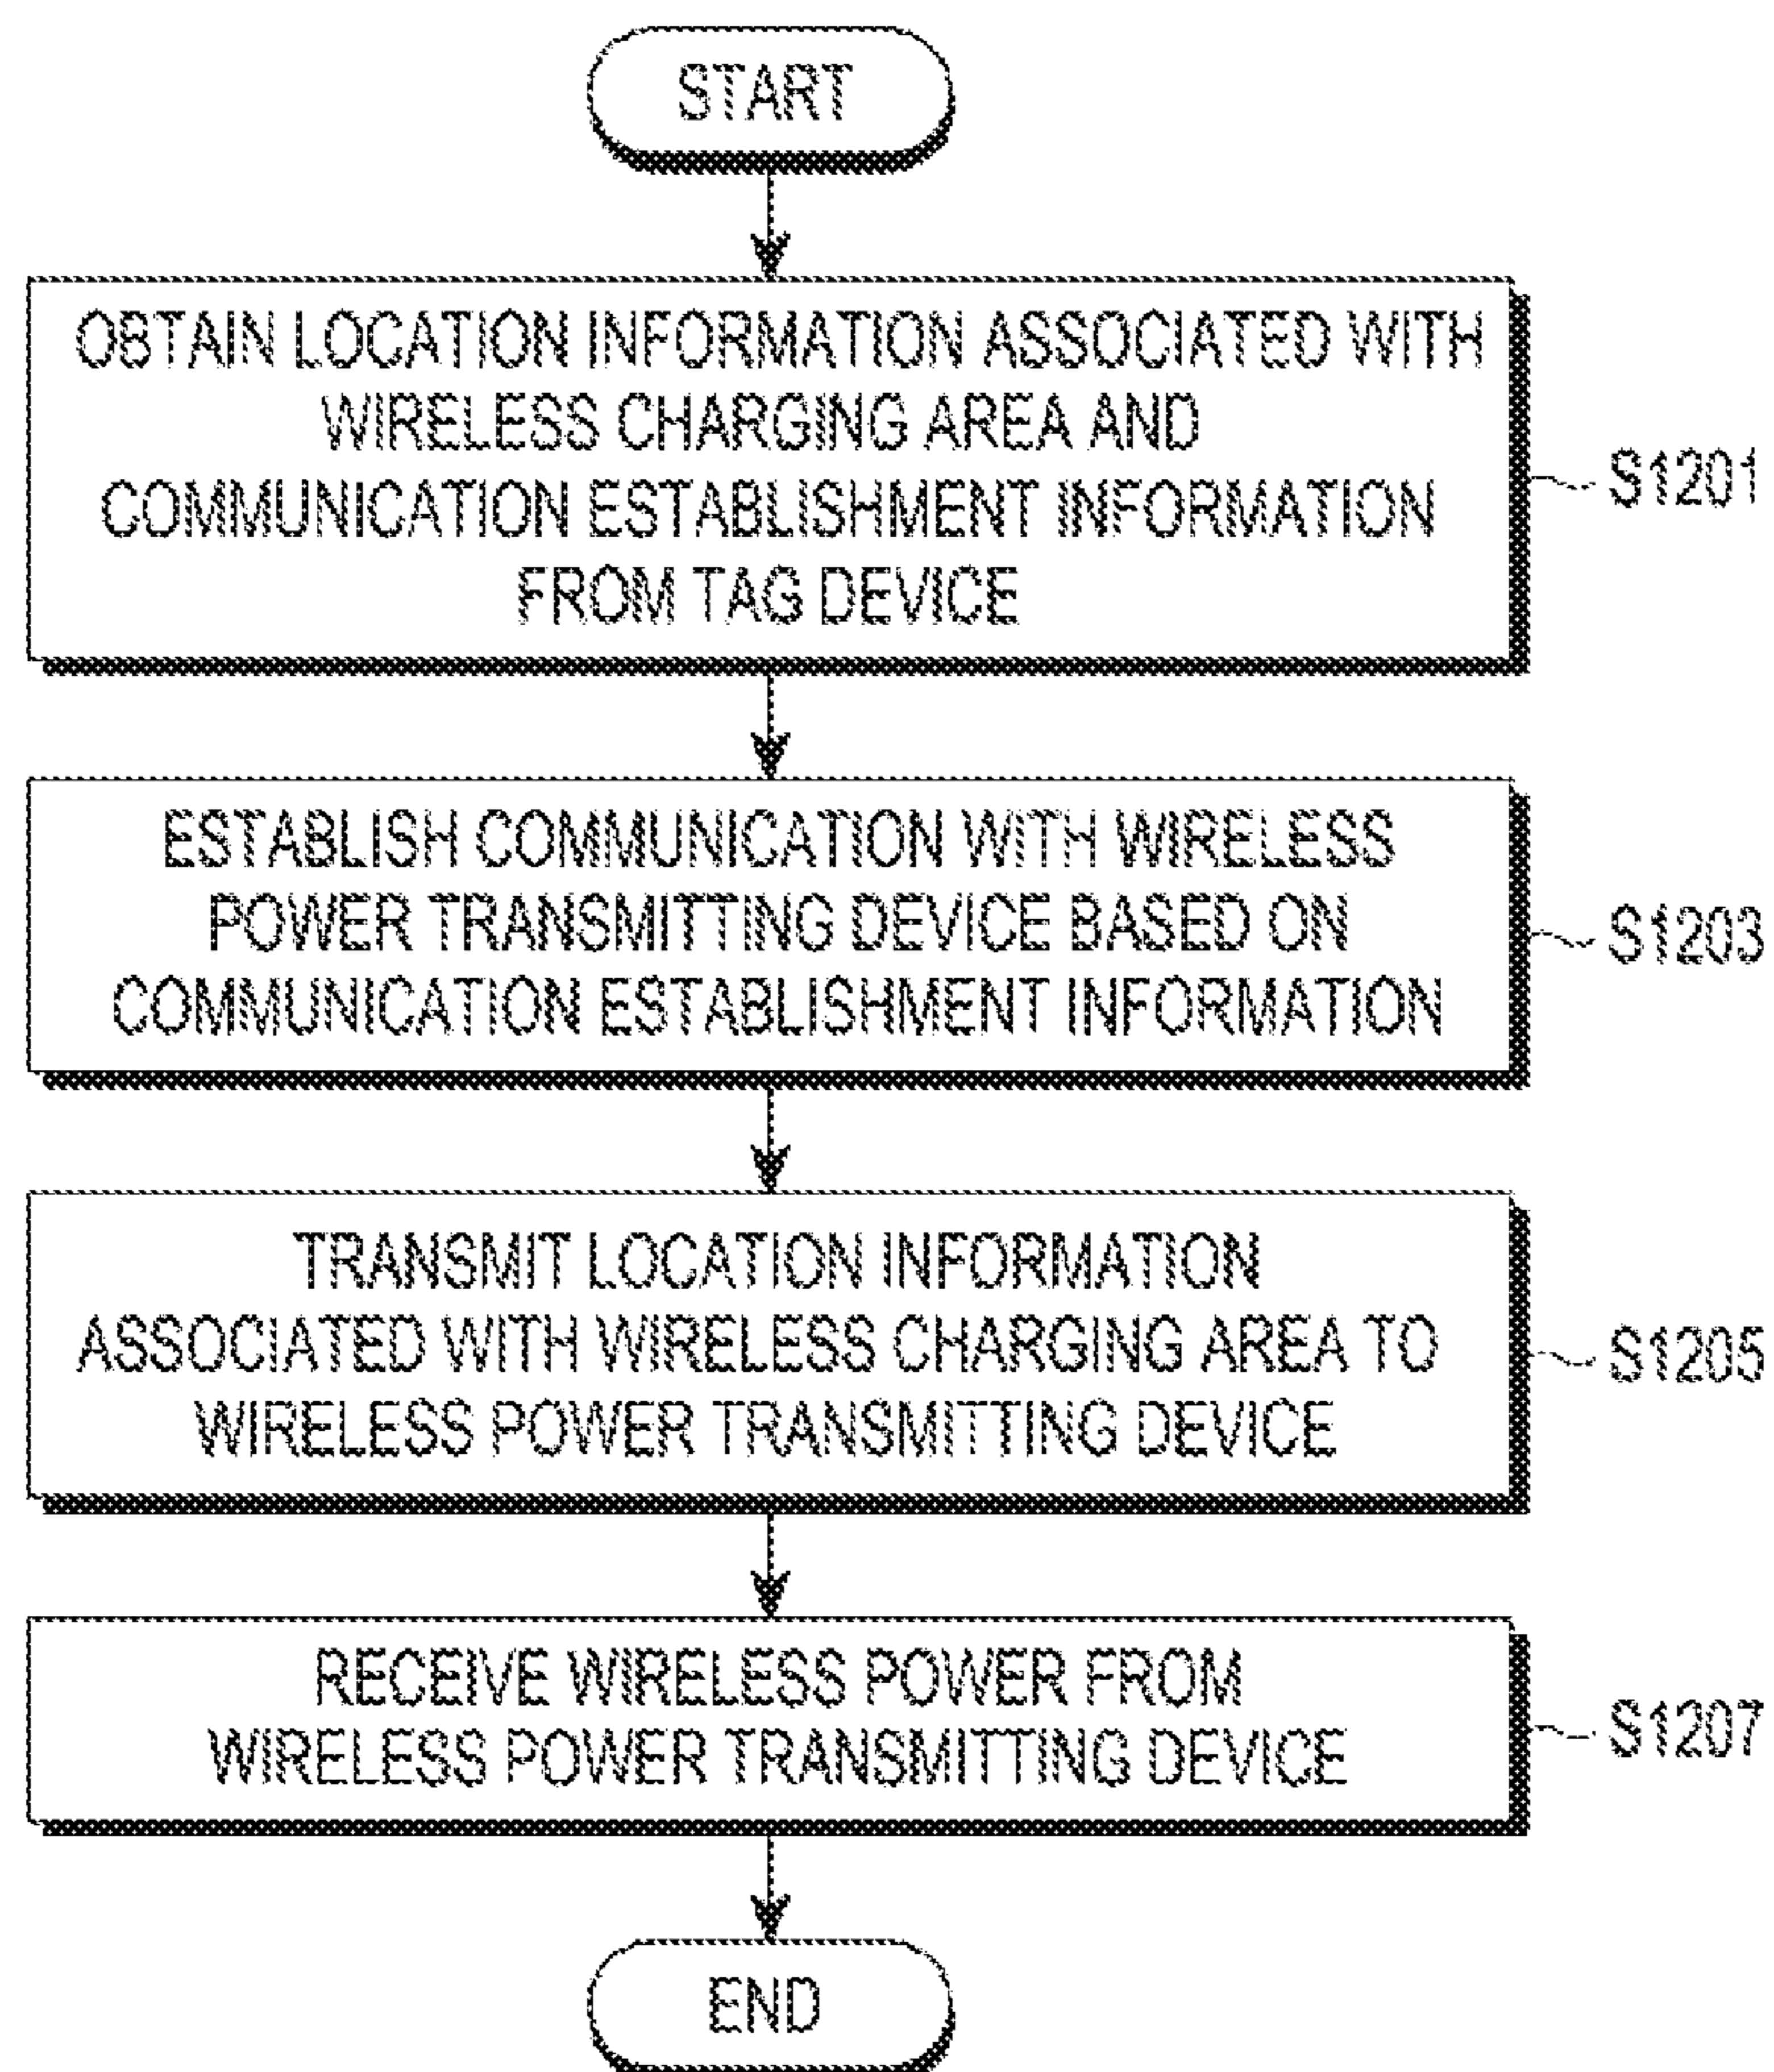 START
OBTAIN LOCATION INFORMATION ASSOCIATED WITH
WIRELESS CHARGING AREA AND
COMMUNICATION ESTABLISHMENT INFORMATION
FROM TAG DEVICE
S1201
ESTABLISH COMMUNICATION WITH WIRELESS
POWER TRANSMITTING DEVICE BASED ON
COMMUNICATION ESTABLISHMENT INFORMATION
S1203
TRANSMIT LOCATION INFORMATION
ASSOCIATED WITH WIRELESS CHARGING AREA TO
WIRELESS POWER TRANSMITTING DEVICE
S1205
RECEIVE WIRELESS POWER FROM
WIRELESS POWER TRANSMITTING DEVICE
S1207
END